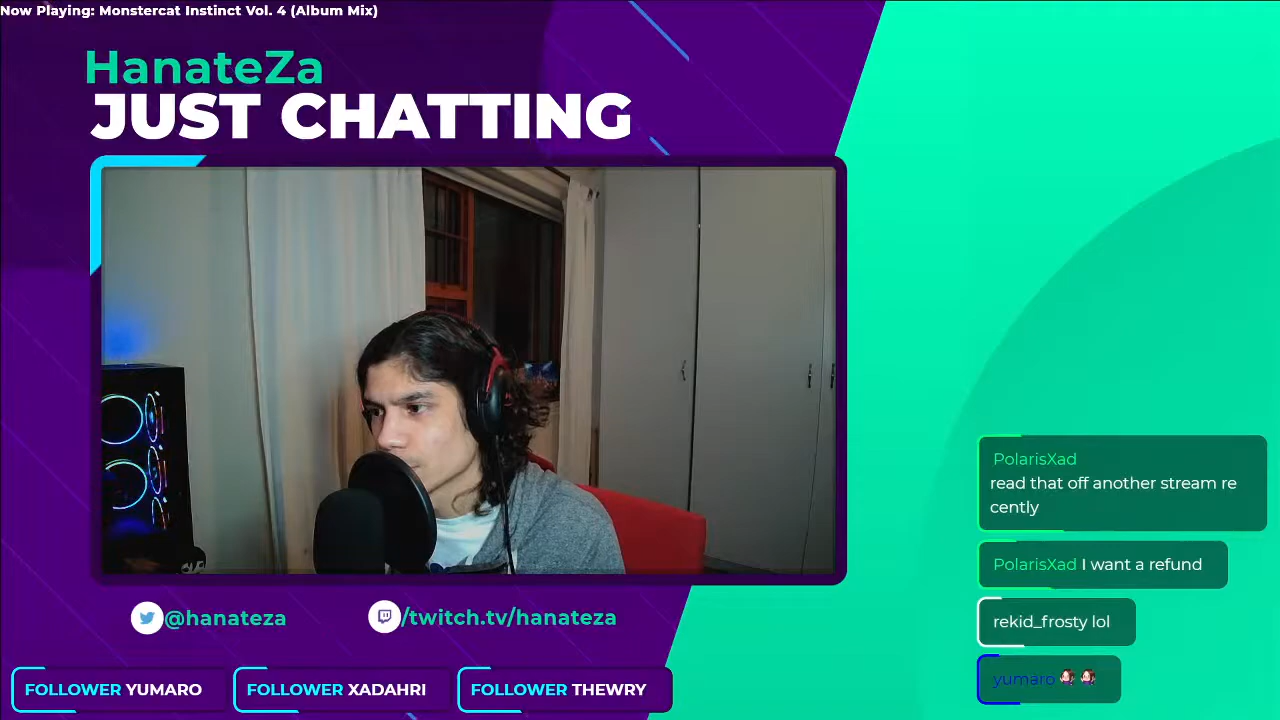 Now Playing: Monstercat Instinct Vol. 4 (Album Mix)
HanateZa
JUST CHATTING
PolarisXad
read that off another stream re
cently
PolarisXad I want a refund
rekid_frosty lol
yumaro
@hanateza
/twitch.tv/hanateza
FOLLOWER YUMARO
FOLLOWER XADAHRI
FOLLOWER THEWRY